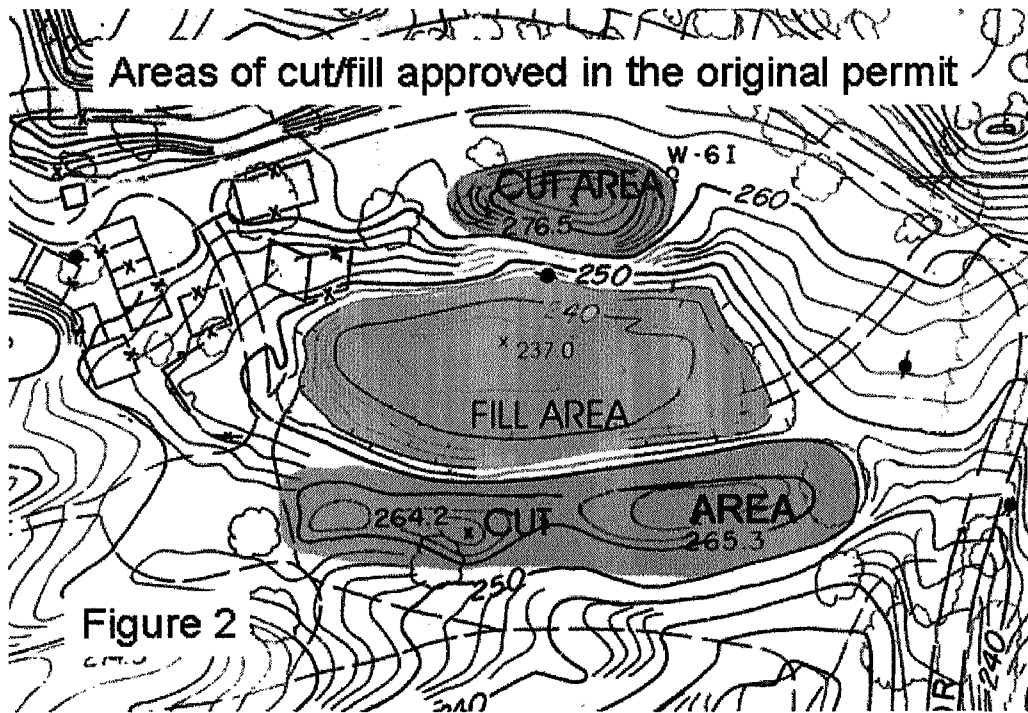 Areas of cut/fill approved in the original permit
W-61
CUT AREA
276.5
260
250
240
237.0
FILL AREA
264.2 CUT AREA
265.3
250
Figure 2
240
240